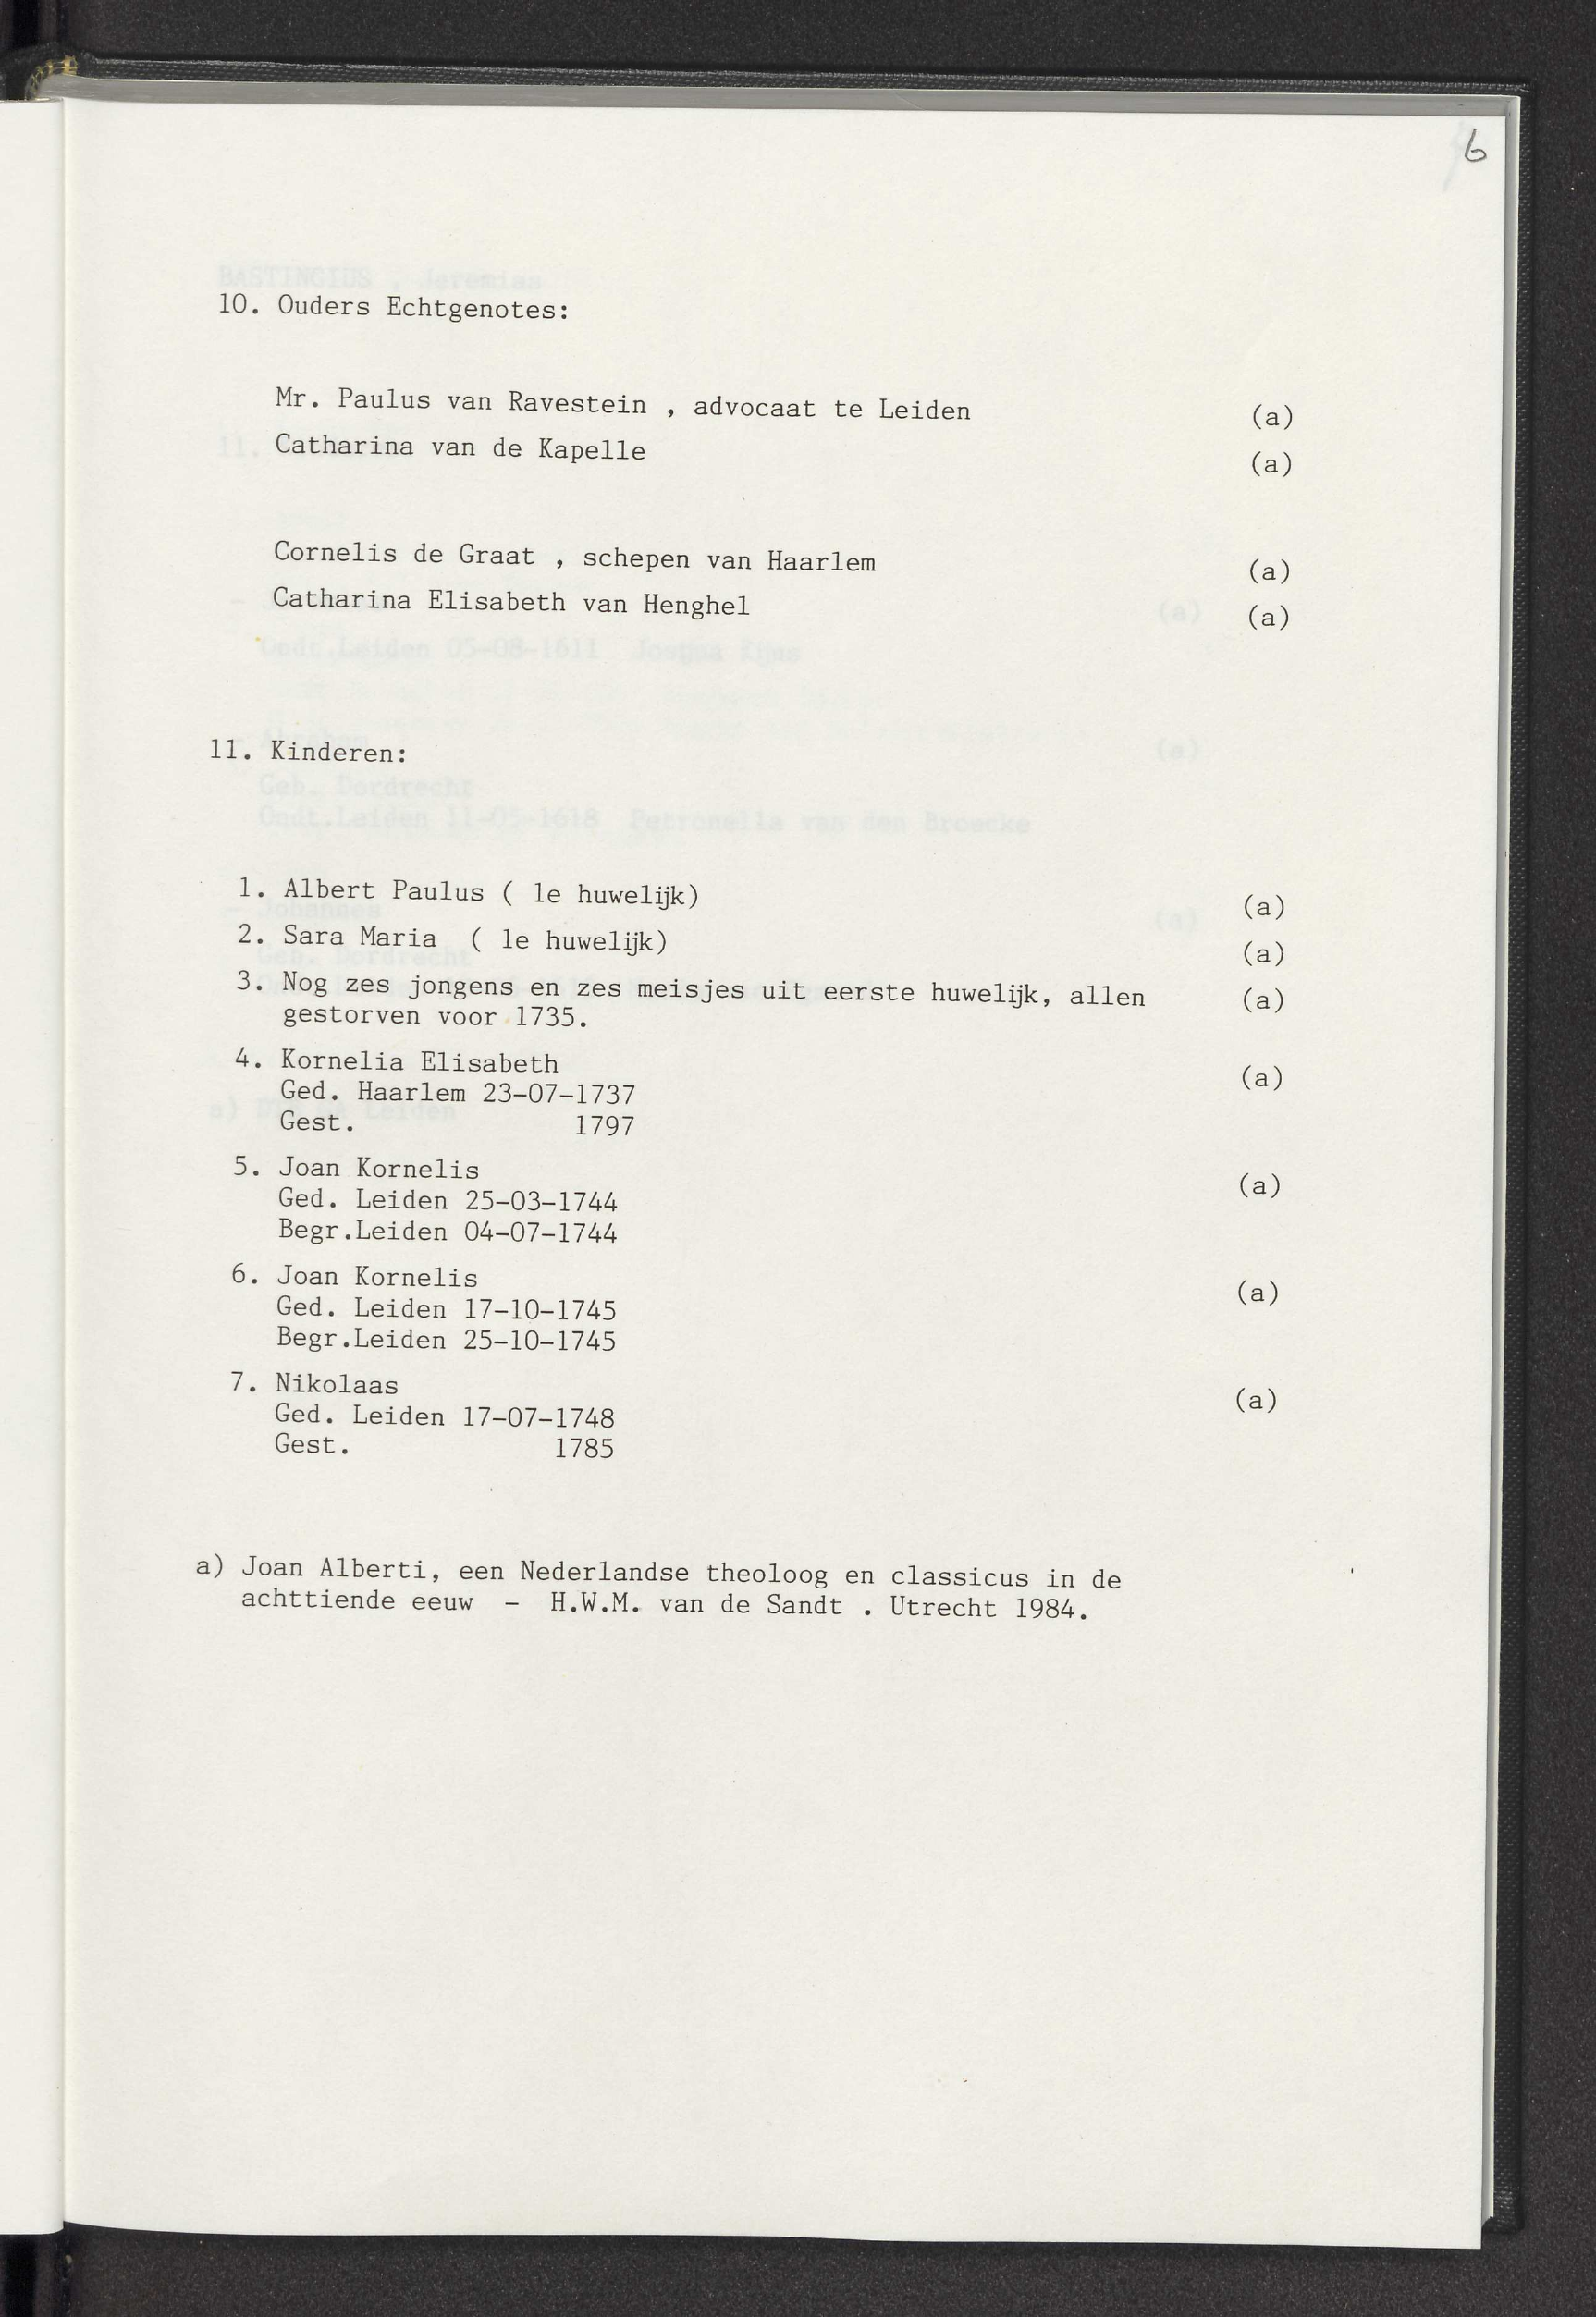 6
10. Ouders Echtgenotes:
Mr. Paulus van Ravestein , advocaat te Leiden (a)
Catharina van de Kapelle (a)
Cornelis de Graat , schepen van Haarlem (a)
Catharina Elisabeth van Henghel (a)
11. Kinderen:
1. Albert Paulus ( 1e huwelijk) (a)
2. Sara Maria ( 1e huwelijk) (a)
3. Nog zes jongens en zes meisjes uit eerste huwelijk, allen (a)
gestorven voor 1735.
4. Kornelia Elisabeth (a)
Ged. Haarlem 23-07-1737
Gest. 1797
5. Joan Kornelis (a)
Ged. Leiden 25-03-1744
Begr.Leiden 04-07-1744
6. Joan Kornelis (a)
Ged. Leiden 17-10-1745
Begr.Leiden 25-10-1745
7. Nikolaas (a)
Ged. Leiden 17-07-1748
Gest. 1785
a) Joan Alberti, een Nederlandse theoloog en classicus in de
achttiende eeuw - H.W.M. van de Sandt . Utrecht 1984.